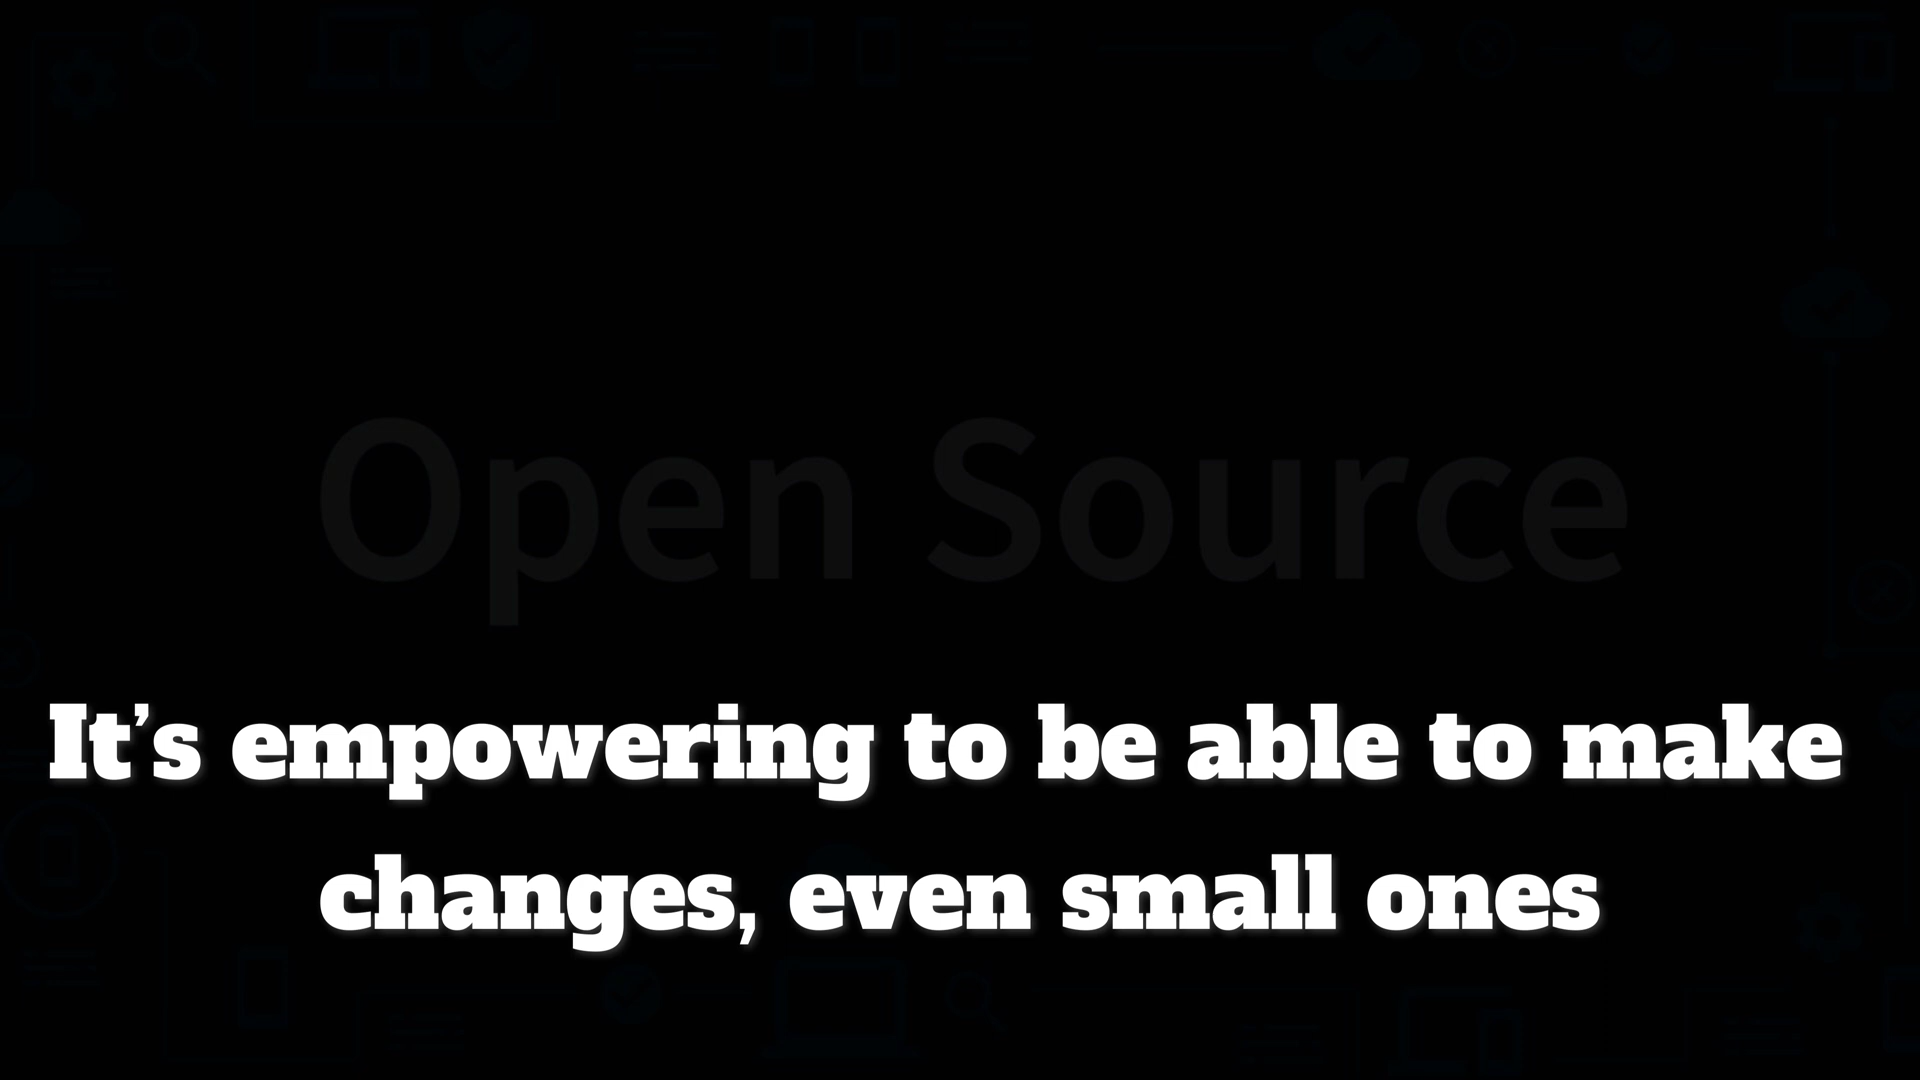 Open Source
It’s empowering to be able to make
changes, even small ones